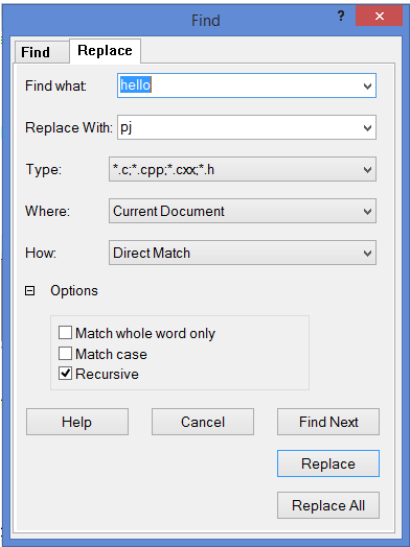 Find ?
Find Replace
Find what: hello
Replace With: pj
Type: *.c;*.cpp;*.cxx;*.h
Where: Current Document
How: Direct Match
Options
Match whole word only
Match case
Recursive
Help Cancel Find Next
Replace
Replace All